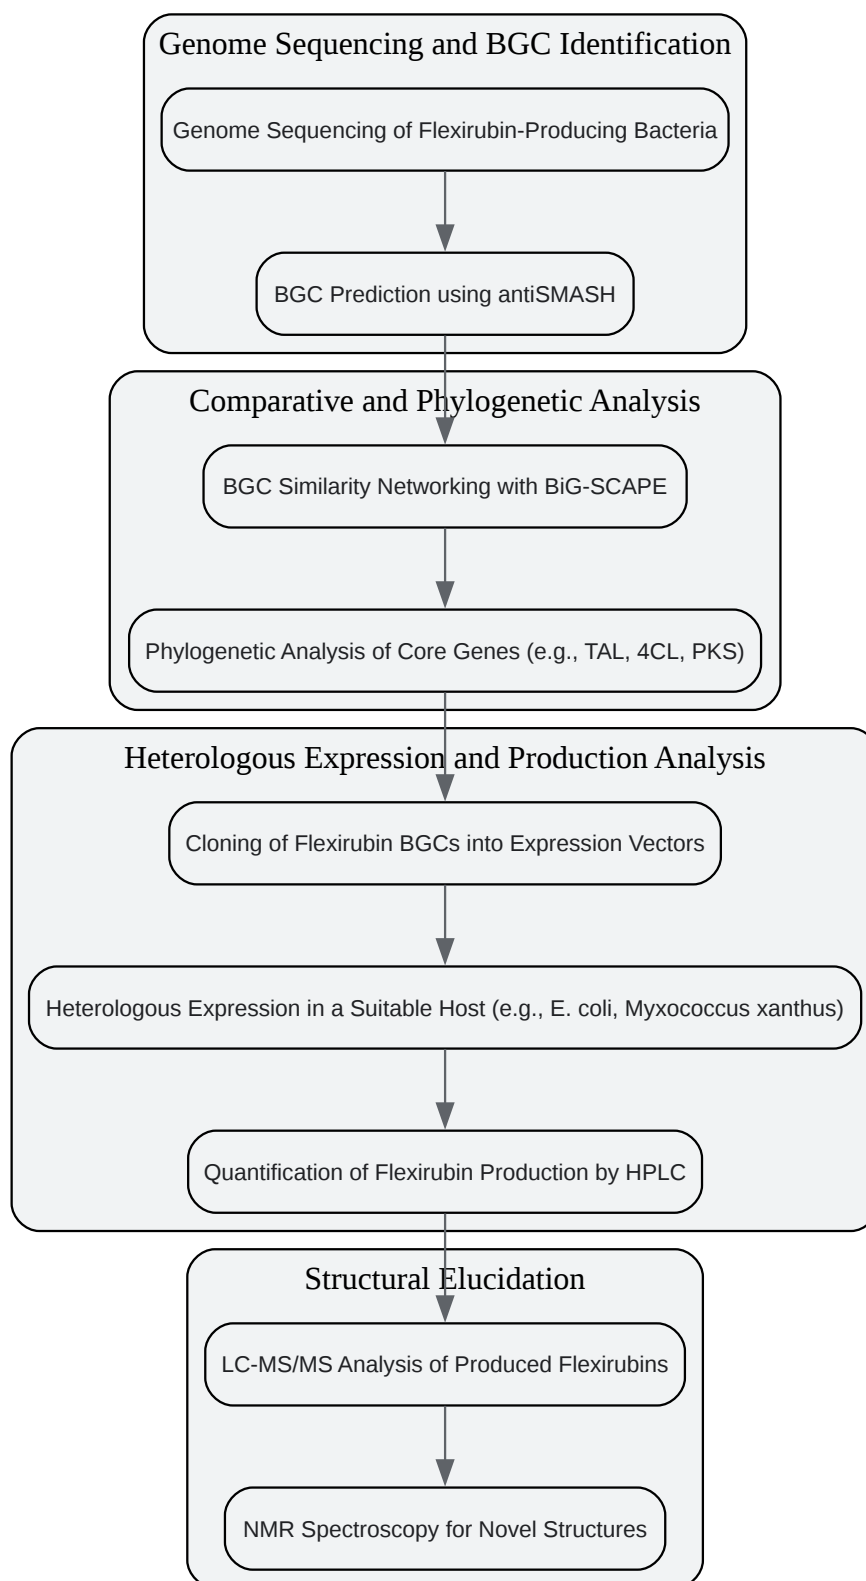 Genome Sequencing and BGC Identification
Genome Sequencing of Flexirubin-Producing Bacteria
BGC Prediction using antiSMASH
Comparative and Phylogenetic Analysis
BGC Similarity Networking with BiG-SCAPE
Phylogenetic Analysis of Core Genes (e.g., TAL, 4CL, PKS)
Heterologous Expression and Production Analysis
Cloning of Flexirubin BGCs into Expression Vectors
Heterologous Expression in a Suitable Host (e.g., E. coli, Myxococcus xanthus)
Quantification of Flexirubin Production by HPLC
Structural Elucidation
LC-MS/MS Analysis of Produced Flexirubins
NMR Spectroscopy for Novel Structures